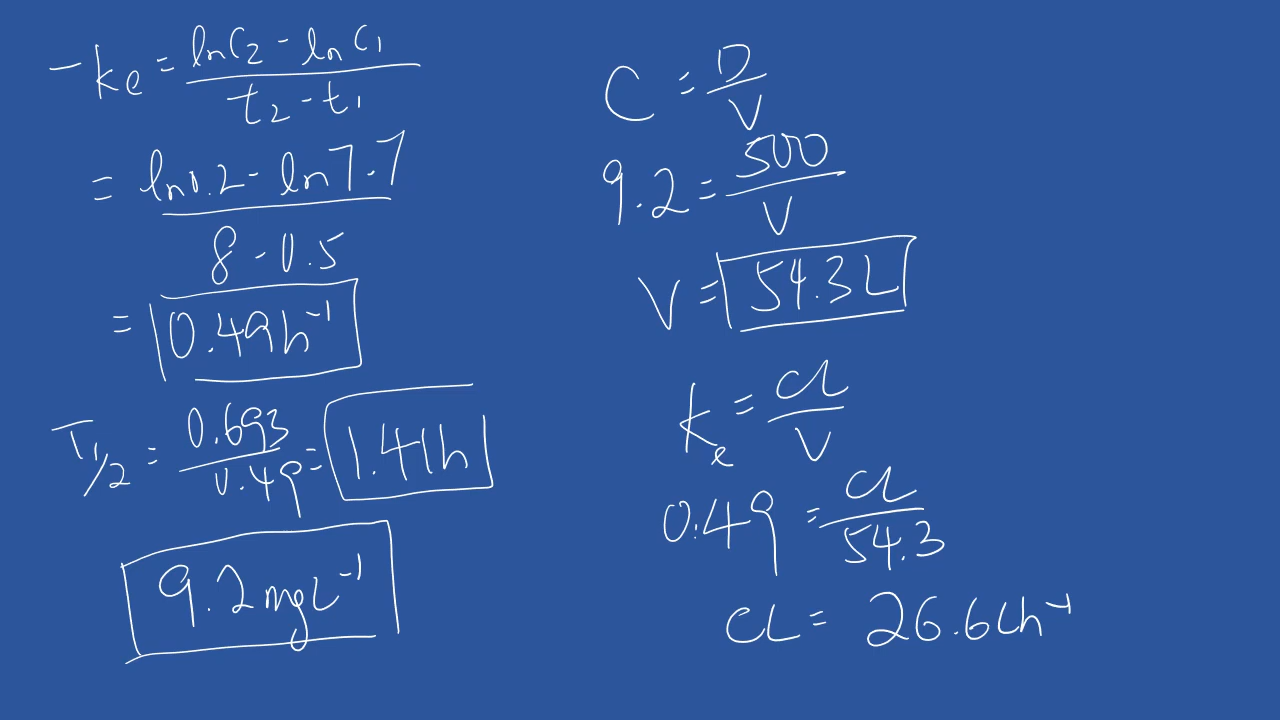 -ke = lnC2 - lnC1 / t2 - t1
= ln0.2 - ln7.7 / 8 - 0.5
= 0.49h⁻¹
T1/2 = 0.693 / 0.49 = 1.41h
9.2mgL⁻¹
C = D / V
9.2 = 500 / V
V = 54.3L
ke = CL / V
0.49 = CL / 54.3
CL = 26.6Lh⁻¹